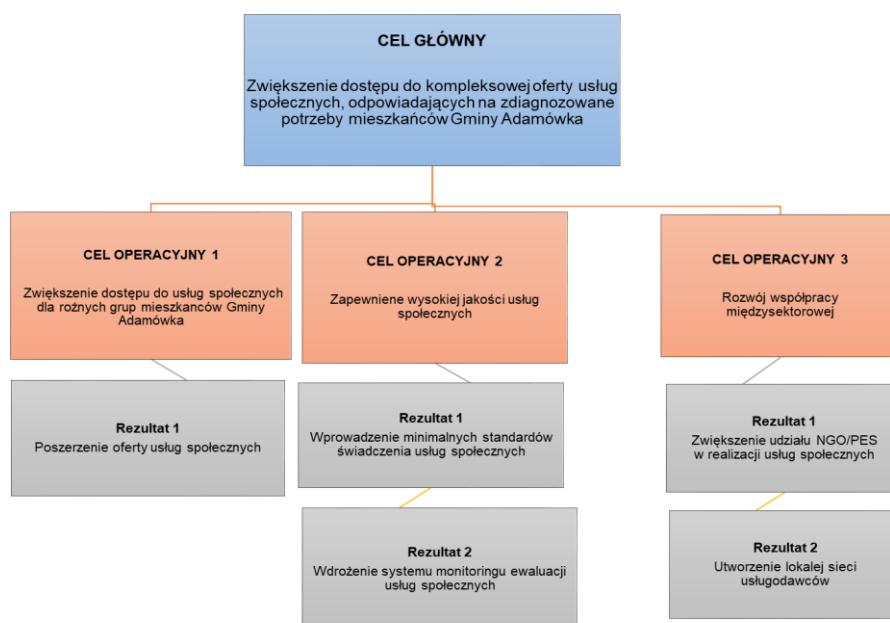 CEL GŁÓWNY
Zwiększenie dostępu do kompleksowej oferty usług
społecznych, odpowiadających na zdiagnozowane
potrzeby mieszkańców Gminy Adamówka
CEL OPERACYJNY 1
Zwiększenie dostępu do usług społecznych
dla rożnych grup mieszkanców Gminy
Adamówka
CEL OPERACYJNY 2
Zapewniene wysokiej jakości usług
społecznych
CEL OPERACYJNY 3
Rozwój współpracy
międzysektorowej
Rezultat 1
Poszerzenie oferty usług społecznych
Rezultat 1
Wprowadzenie minimalnych standardów
świadczenia usług społecznych
Rezultat 1
Zwiększenie udziału NGO/PES
w realizacji usług społecznych
Rezultat 2
Wdrożenie systemu monitoringu ewaluacji
usług społecznych
Rezultat 2
Utworzenie lokalej sieci
usługodawców